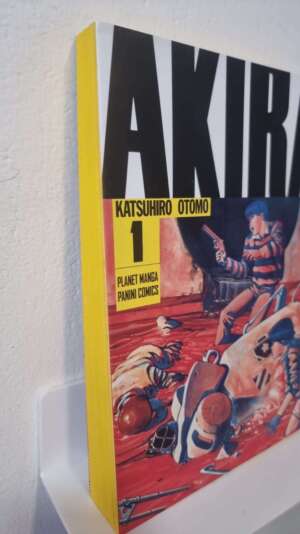 AKIRA
KATSUHIRO OTOMO
1
PLANET MANGA
PANINI COMICS